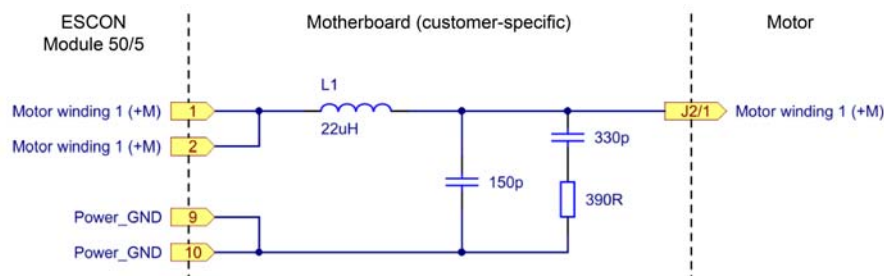 ESCON
Module 50/5
Motherboard (customer-specific)
Motor
L1
Motor winding 1 (+M)
1
22uH
J2/1
Motor winding 1 (+M)
Motor winding 1 (+M)
2
330p
150p
390R
Power_GND
9
Power_GND
10